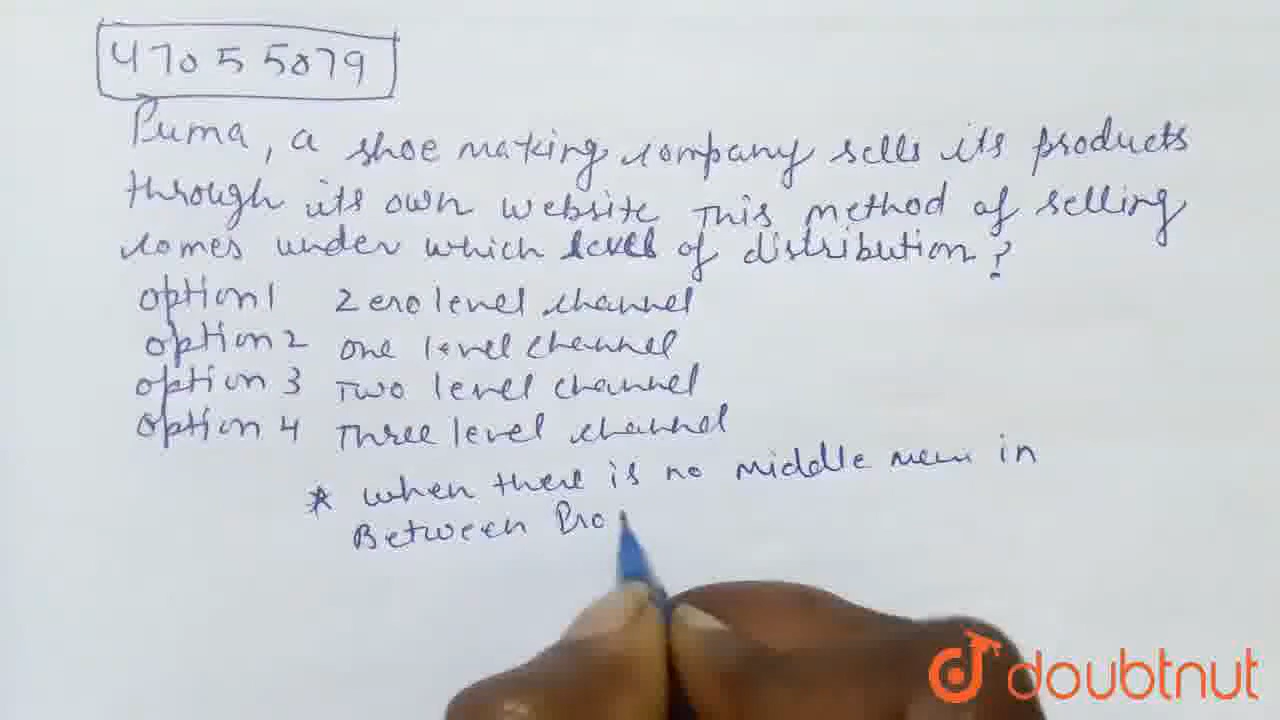 47055079
Puma, a shoe making company sells its products
through its own website This method of selling
comes under which level of distribution?
option 1 Zero level channel
option 2 one level channel
option 3 Two level channel
option 4 Three level channel
* when there is no middle men in
Between Pro
doubtnut